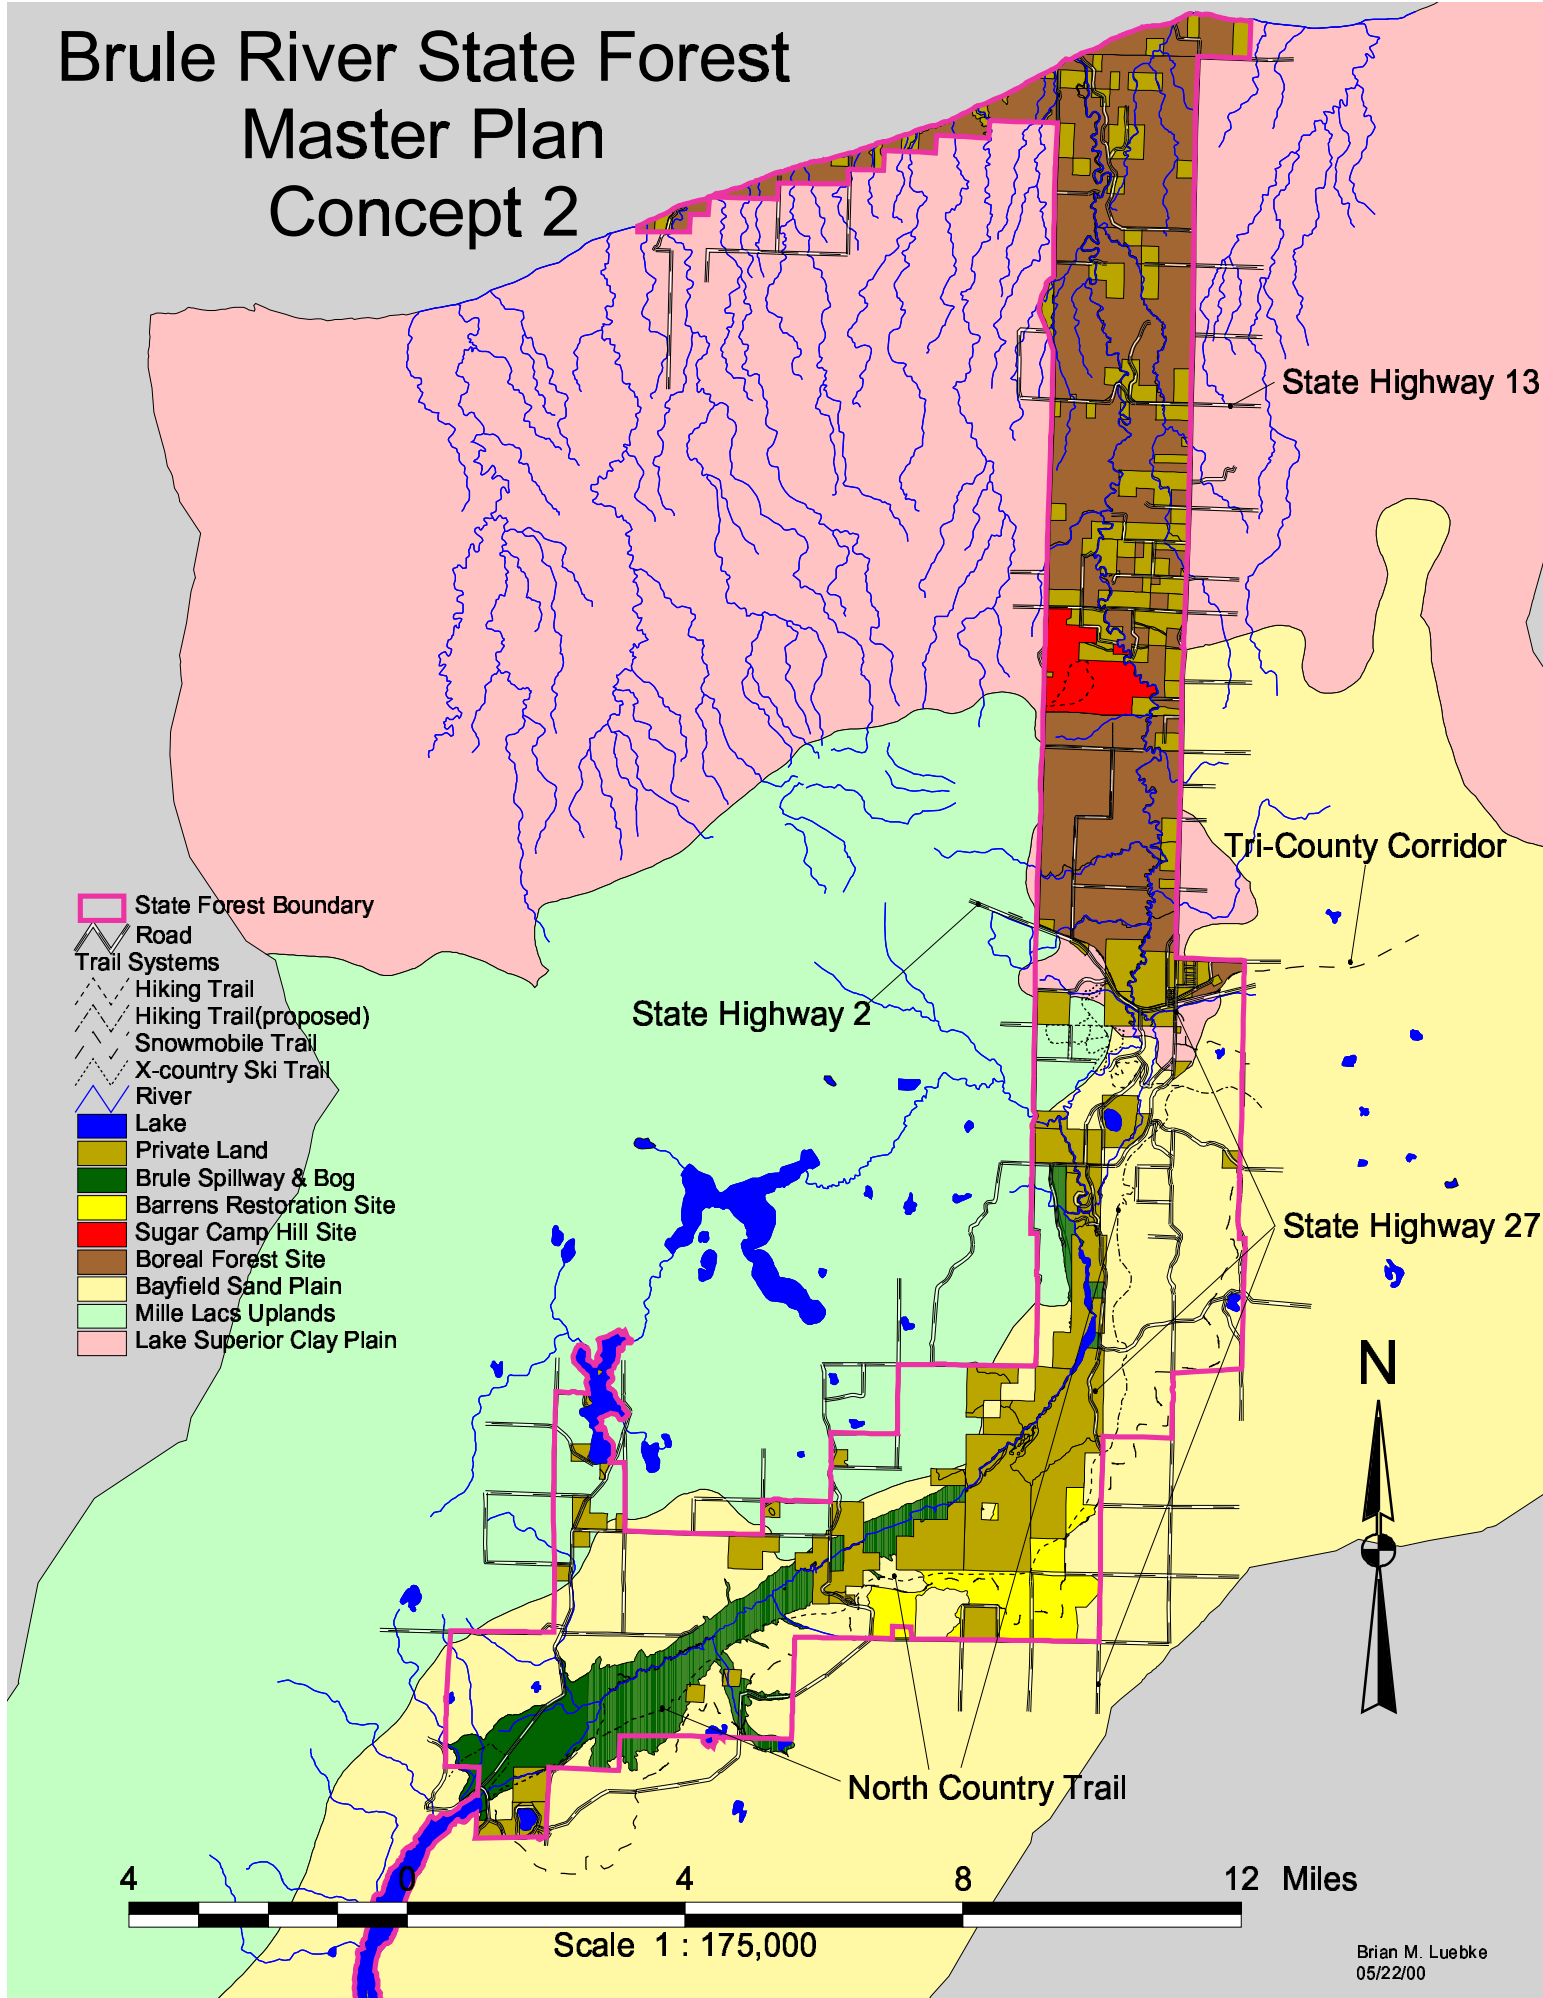 Brule River State Forest
Master Plan
Concept 2
State Highway 13
Tri-County Corridor
State Forest Boundary
Road
Trail Systems
Hiking Trail
Hiking Trail(proposed)
Snowmobile Trail
X-country Ski Trail
River
Lake
Private Land
Brule Spillway & Bog
Barrens Restoration Site
Sugar Camp Hill Site
Boreal Forest Site
Bayfield Sand Plain
Mille Lacs Uplands
Lake Superior Clay Plain
State Highway 2
State Highway 27
N
North Country Trail
4 0 4 8 12 Miles
Scale 1 : 175,000
Brian M. Luebke
05/22/00